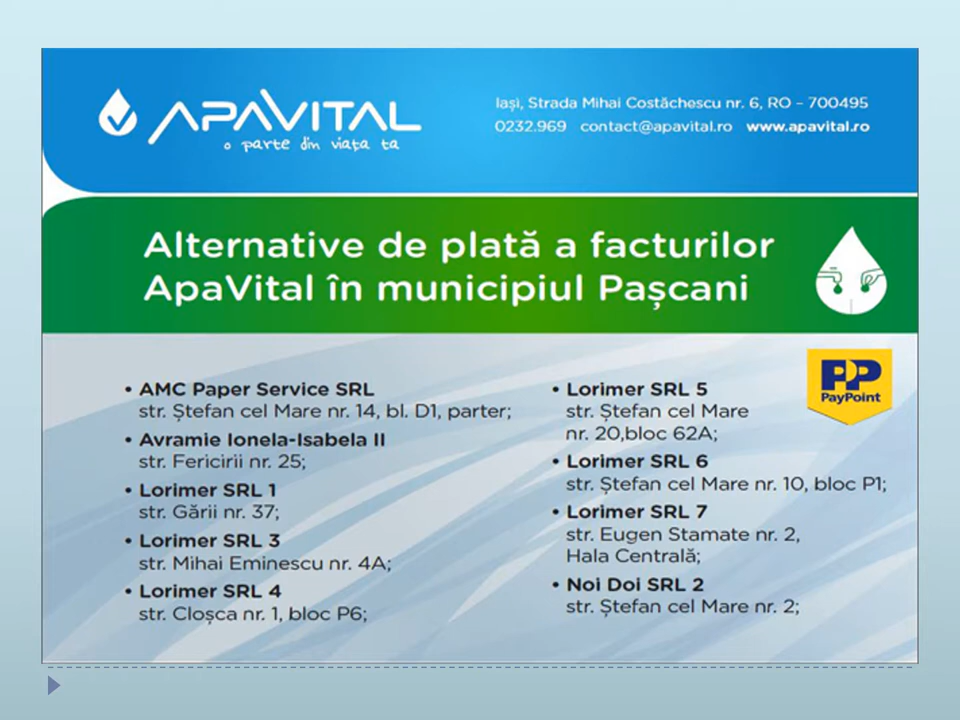 APAVITAL
o parte din viața ta
Iași, Strada Mihai Costăchescu nr. 6, RO – 700495
0232.969 contact@apavital.ro www.apavital.ro
Alternative de plată a facturilor
ApaVital în municipiul Pașcani
PP
PayPoint
• AMC Paper Service SRL
str. Ștefan cel Mare nr. 14, bl. D1, parter;
• Avramie Ionela-Isabela II
str. Fericirii nr. 25;
• Lorimer SRL 1
str. Gării nr. 37;
• Lorimer SRL 3
str. Mihai Eminescu nr. 4A;
• Lorimer SRL 4
str. Cloșca nr. 1, bloc P6;
• Lorimer SRL 5
str. Ștefan cel Mare
nr. 20,bloc 62A;
• Lorimer SRL 6
str. Ștefan cel Mare nr. 10, bloc P1;
• Lorimer SRL 7
str. Eugen Stamate nr. 2,
Hala Centrală;
• Noi Doi SRL 2
str. Ștefan cel Mare nr. 2;